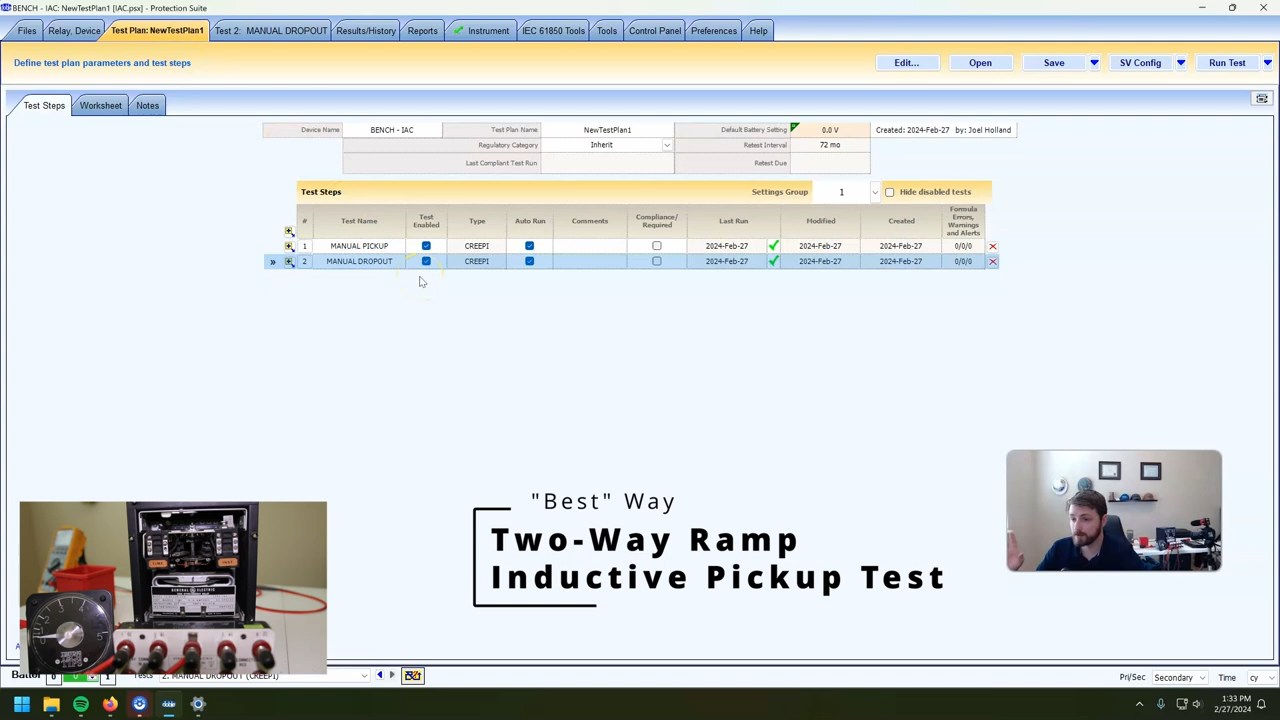 BENCH - IAC: NewTestPlan1 [IAC.psx] - Protection Suite
Files Relay, Device Test Plan: NewTestPlan1 Test 2: MANUAL DROPOUT Results/History Reports Instrument IEC 61850 Tools Tools Control Panel Preferences Help
Define test plan parameters and test steps Edit... Open Save SV Config Run Test
Test Steps Worksheet Notes
Device Name BENCH - IAC Test Plan Name NewTestPlan1 Default Battery Setting 0.0 V Created: 2024-Feb-27 by: Joel Holland
Regulatory Category Inherit Retest Interval 72 mo
Last Compliant Test Run Retest Due
Test Steps Settings Group 1 Hide disabled tests
# Test Name Test Enabled Type Auto Run Comments Compliance/ Required Last Run Modified Created Formula Errors, Warnings and Alerts
1 MANUAL PICKUP CREEPI 2024-Feb-27 2024-Feb-27 2024-Feb-27 0/0/0
» 2 MANUAL DROPOUT CREEPI 2024-Feb-27 2024-Feb-27 2024-Feb-27 0/0/0
"Best" Way
Two-Way Ramp
Inductive Pickup Test
GENERAL ELECTRIC
Tests 2. MANUAL DROPOUT (CREEPI) Pri/Sec Secondary Time cy
doble
1:33 PM
2/27/2024